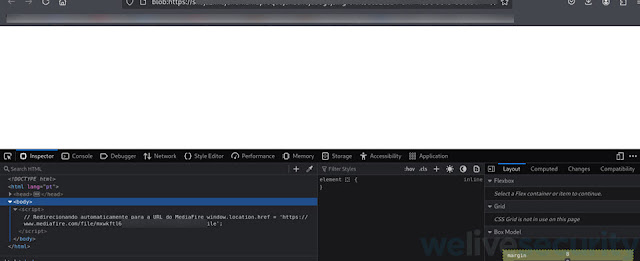 blob:https://s
Inspector Console Debugger Network Style Editor Performance Memory Storage Accessibility Application
Search HTML
Filter Styles
:hov .cls
Layout Computed Changes Compatibility
<!DOCTYPE html>
<html lang="pt">
<head> </head>
<body>
<script>
// Redirecionando automaticamente para a URL do MediaFire window.location.href = 'https://
www.mediafire.com/file/mnwkft16 ile';
</script>
</body>
</html>
element {
inline
}
Flexbox
Select a Flex container or item to continue.
Grid
CSS Grid is not in use on this page
Box Model
margin
0
welivesecurity